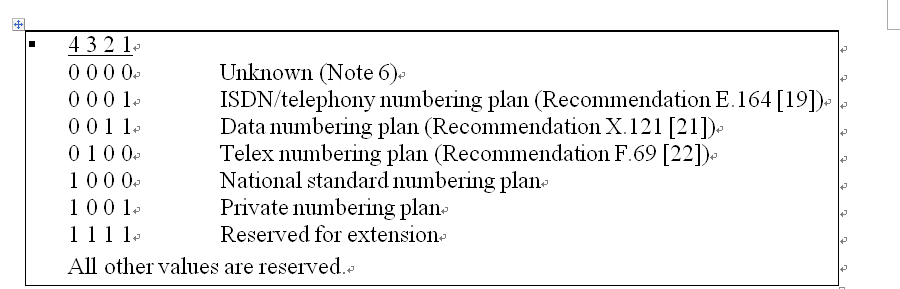 4 3 2 1
0 0 0 0 Unknown (Note 6)
0 0 0 1 ISDN/telephony numbering plan (Recommendation E.164 [19])
0 0 1 1 Data numbering plan (Recommendation X.121 [21])
0 1 0 0 Telex numbering plan (Recommendation F.69 [22])
1 0 0 0 National standard numbering plan
1 0 0 1 Private numbering plan
1 1 1 1 Reserved for extension
All other values are reserved.